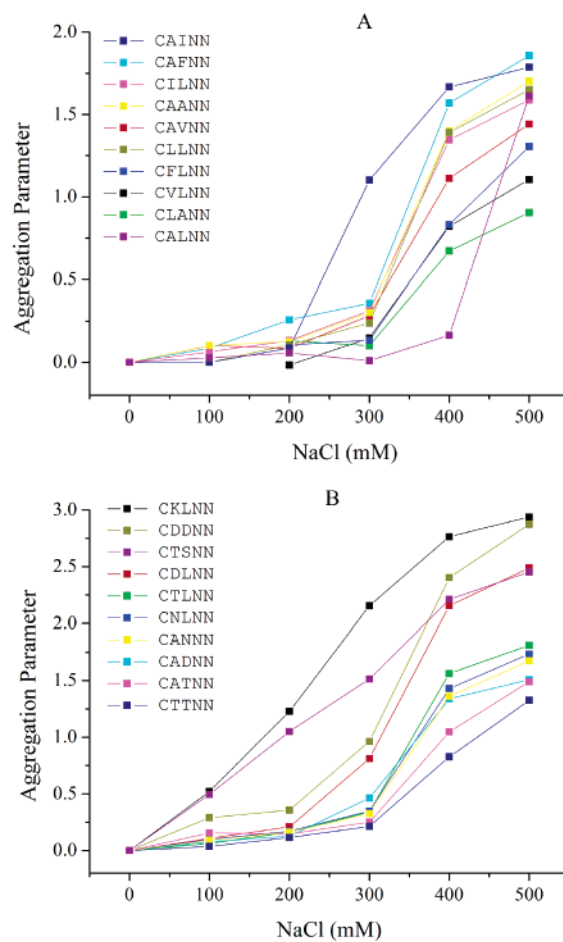 A
2.0
1.5
1.0
0.5
0.0
Aggregation Parameter
CAINN
CAFNN
CILNN
CAANN
CAVNN
CLLNN
CFLNN
CVLNN
CLANN
CALNN
0 100 200 300 400 500
NaCl (mM)
B
3.0
2.5
2.0
1.5
1.0
0.5
0.0
Aggregation Parameter
CKLNN
CDDNN
CTSNN
CDLNN
CTLNN
CNLNN
CANNN
CADNN
CATNN
CTTNN
0 100 200 300 400 500
NaCl (mM)